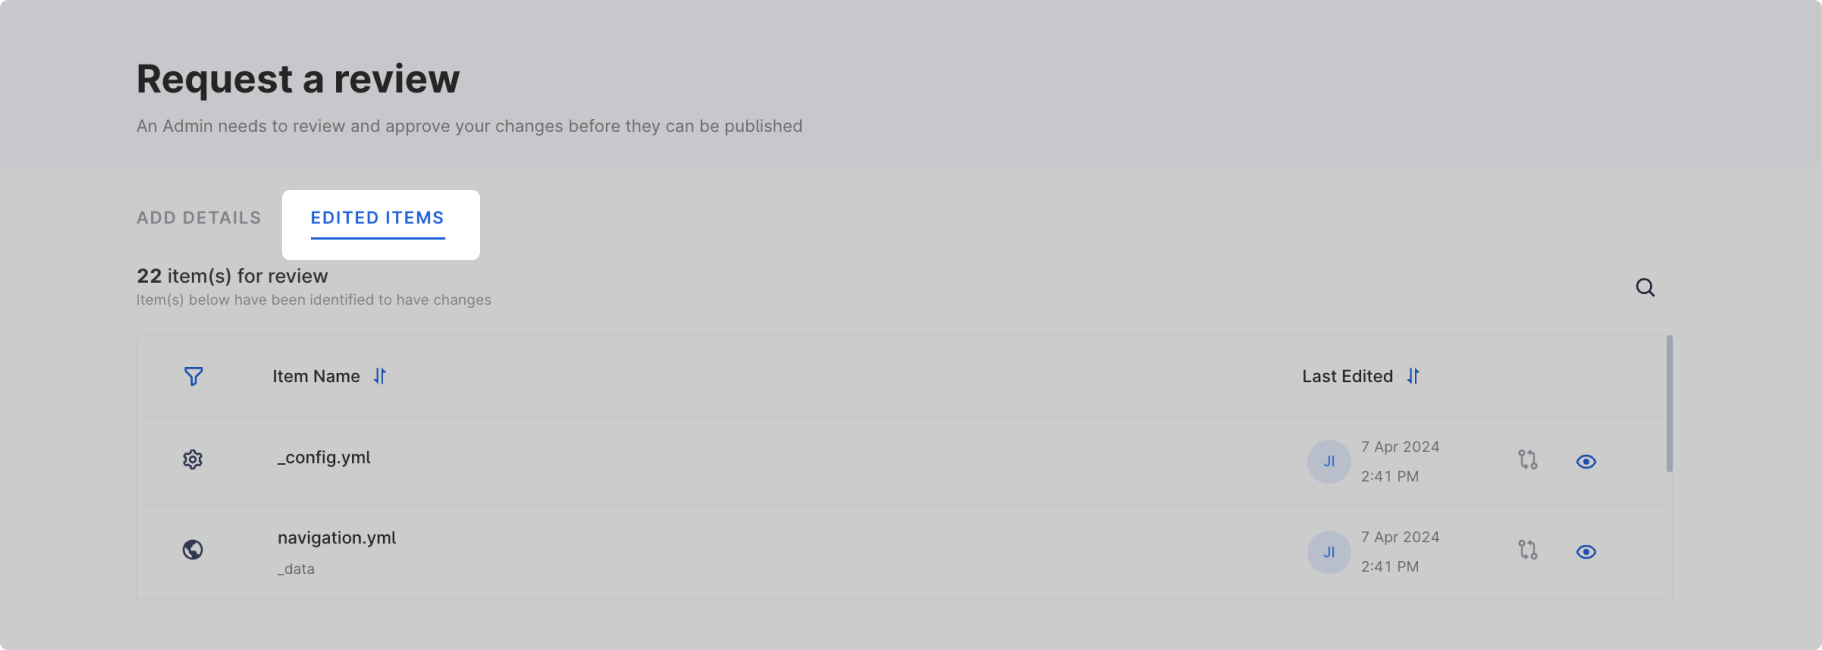 Request a review
An Admin needs to review and approve your changes before they can be published
ADD DETAILS EDITED ITEMS
22 item(s) for review
Item(s) below have been identified to have changes
Item Name Last Edited
_config.yml JI 7 Apr 2024
2:41 PM
navigation.yml JI 7 Apr 2024
_data 2:41 PM